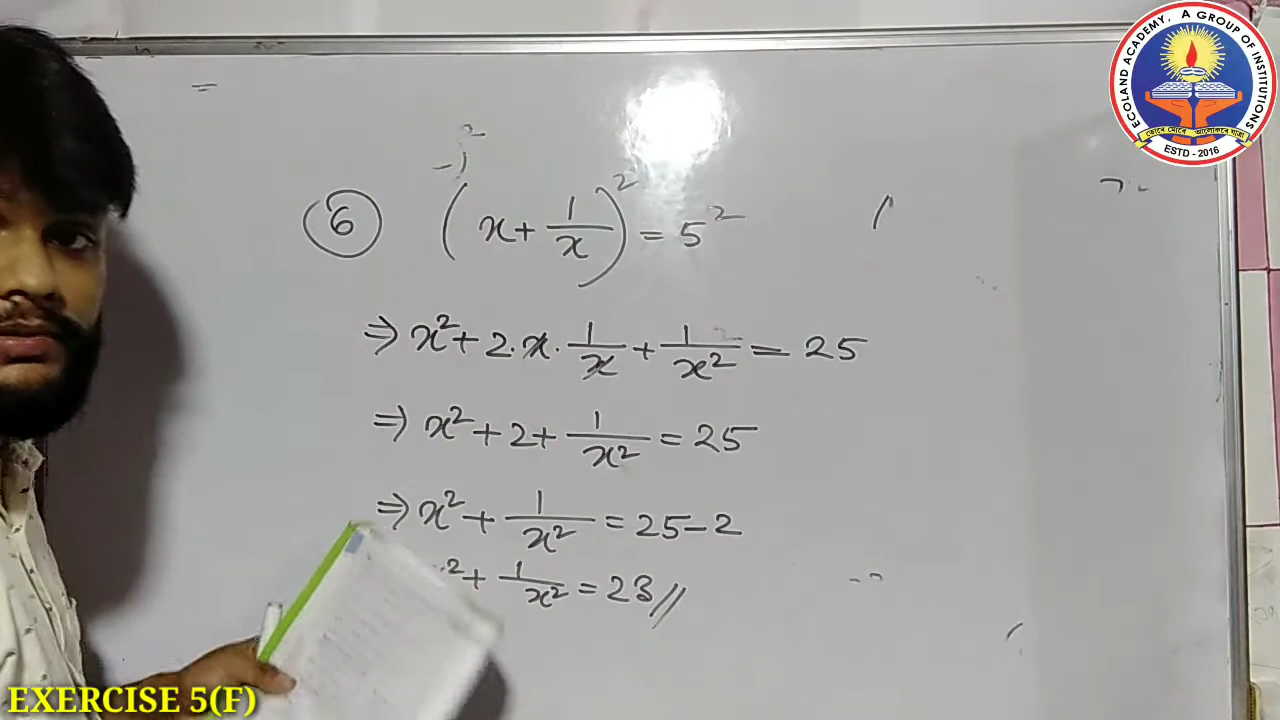 ECOLAND ACADEMY, A GROUP OF INSTITUTIONS
ESTD - 2016
6 (x + 1/x)² = 5²
⇒ x² + 2.x. 1/x + 1/x² = 25
⇒ x² + 2 + 1/x² = 25
⇒ x² + 1/x² = 25 - 2
² + 1/x² = 23 //
EXERCISE 5(F)